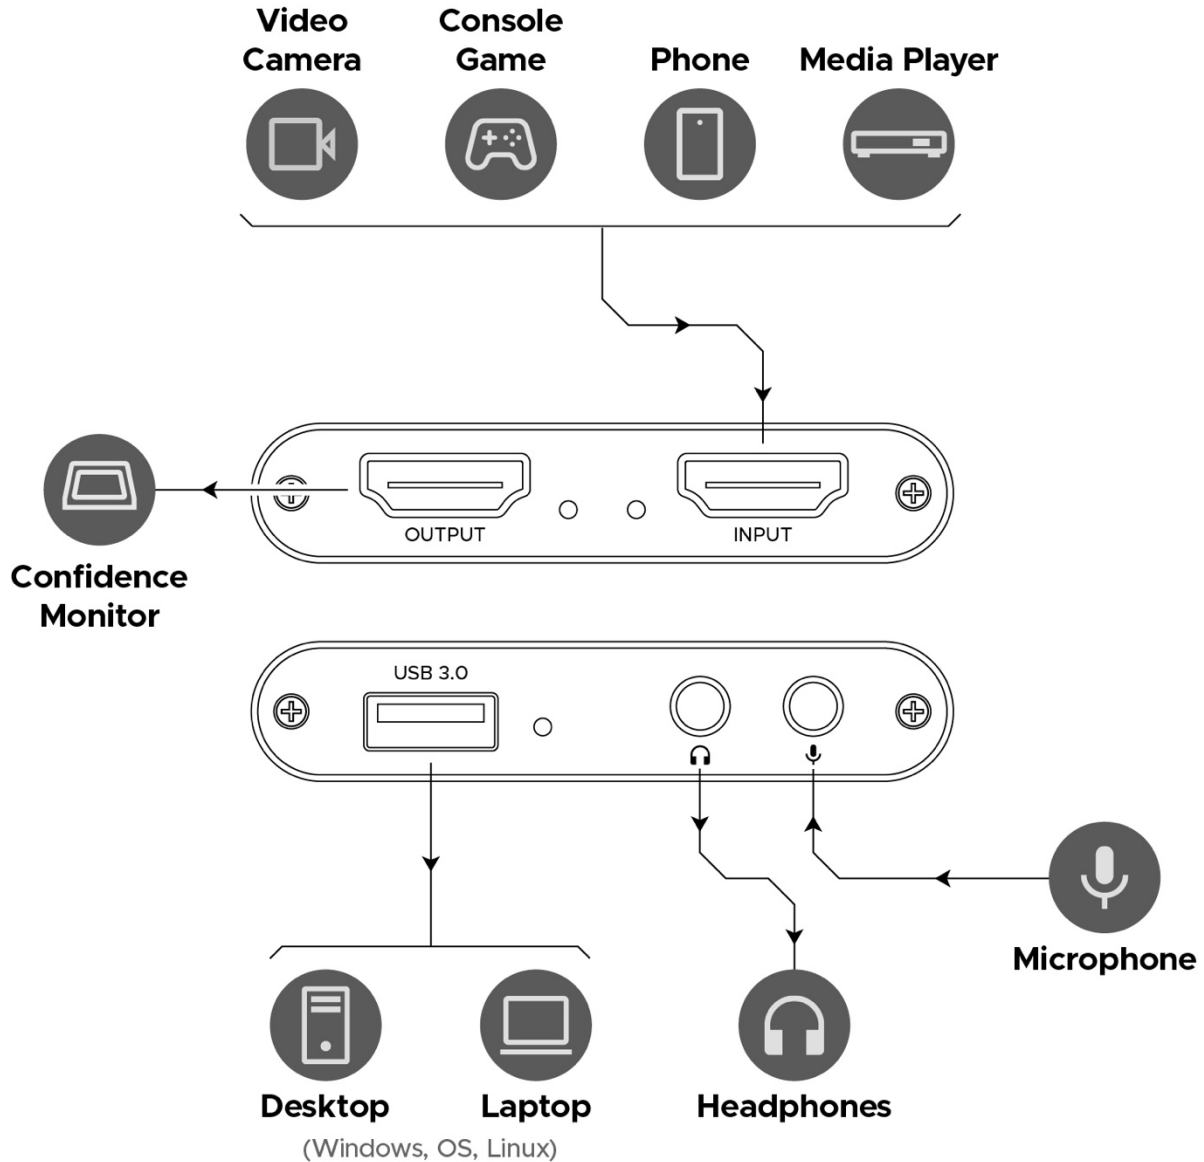 Video
Camera
Console
Game
Phone
Media Player
OUTPUT
INPUT
Confidence
Monitor
USB 3.0
Microphone
Desktop
Laptop
Headphones
(Windows, OS, Linux)